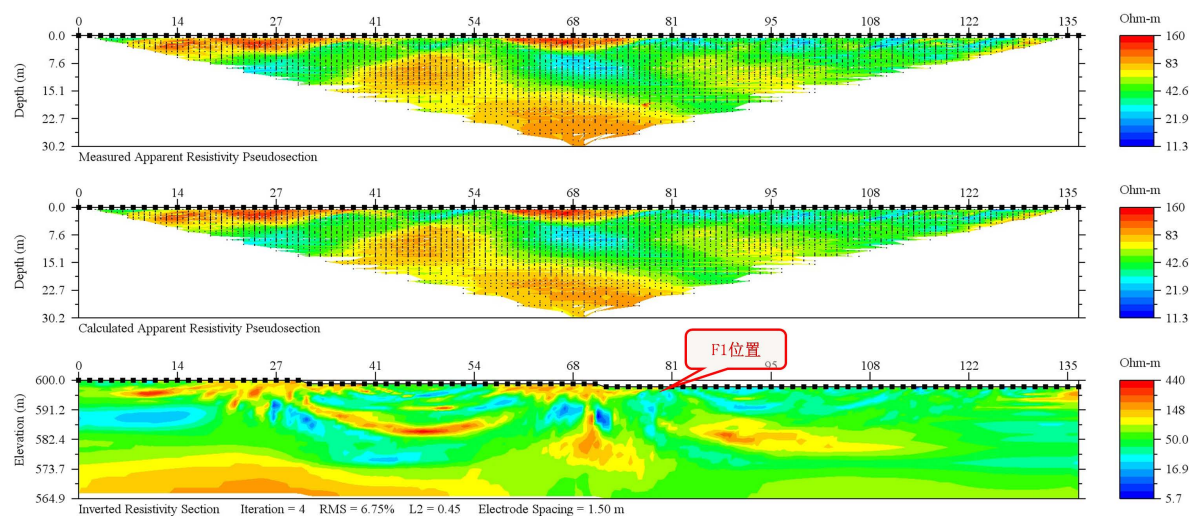 0 14 27 41 54 68 81 95 108 122 135 Ohm-m
0.0 160
7.6 83
15.1 42.6
22.7 21.9
30.2 11.3
Depth (m)
Measured Apparent Resistivity Pseudosection
0 14 27 41 54 68 81 95 108 122 135 Ohm-m
0.0 160
7.6 83
15.1 42.6
22.7 21.9
30.2 11.3
Depth (m)
Calculated Apparent Resistivity Pseudosection
F1位置
0 14 27 41 54 68 81 95 108 122 135 Ohm-m
600.0 440
591.2 148
582.4 50.0
573.7 16.9
564.9 5.7
Elevation (m)
Inverted Resistivity Section Iteration = 4 RMS = 6.75% L2 = 0.45 Electrode Spacing = 1.50 m